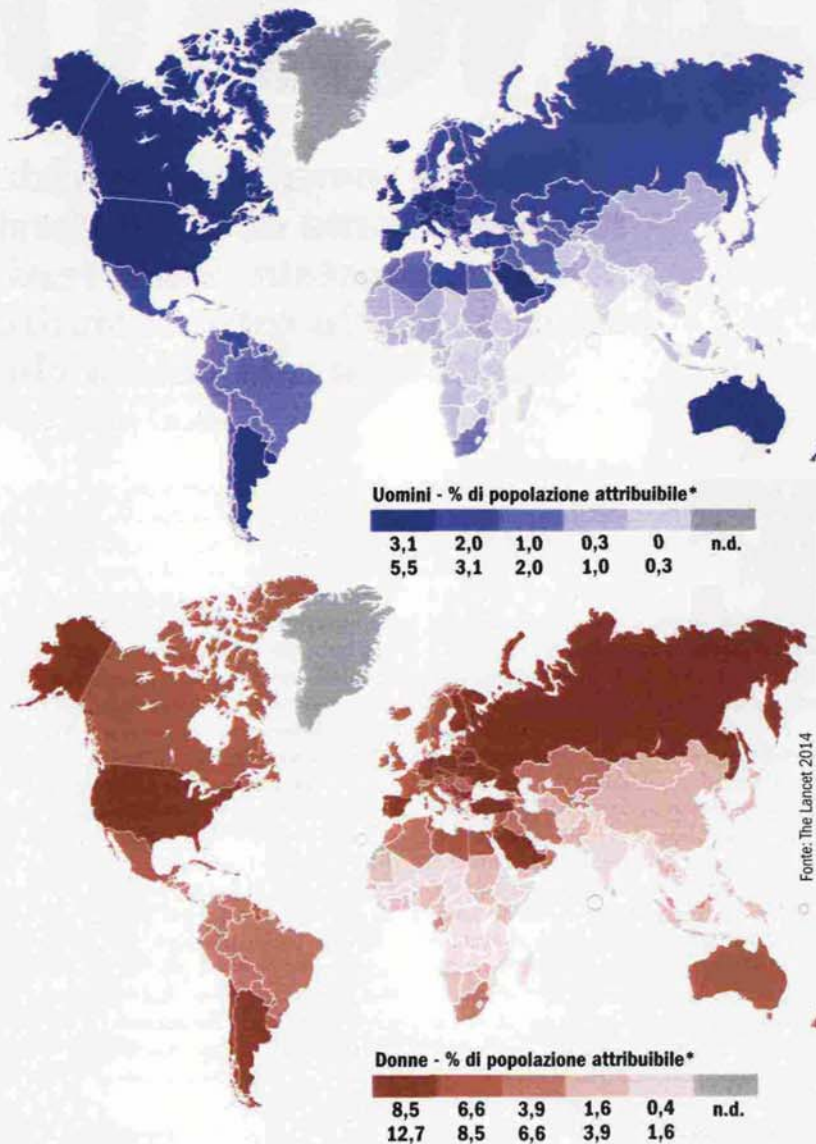 Uomini - % di popolazione attribuibile*
3,1 2,0 1,0 0,3 0 n.d.
5,5 3,1 2,0 1,0 0,3
Fonte: The Lancet 2014
Donne - % di popolazione attribuibile*
8,5 6,6 3,9 1,6 0,4 n.d.
12,7 8,5 6,6 3,9 1,6